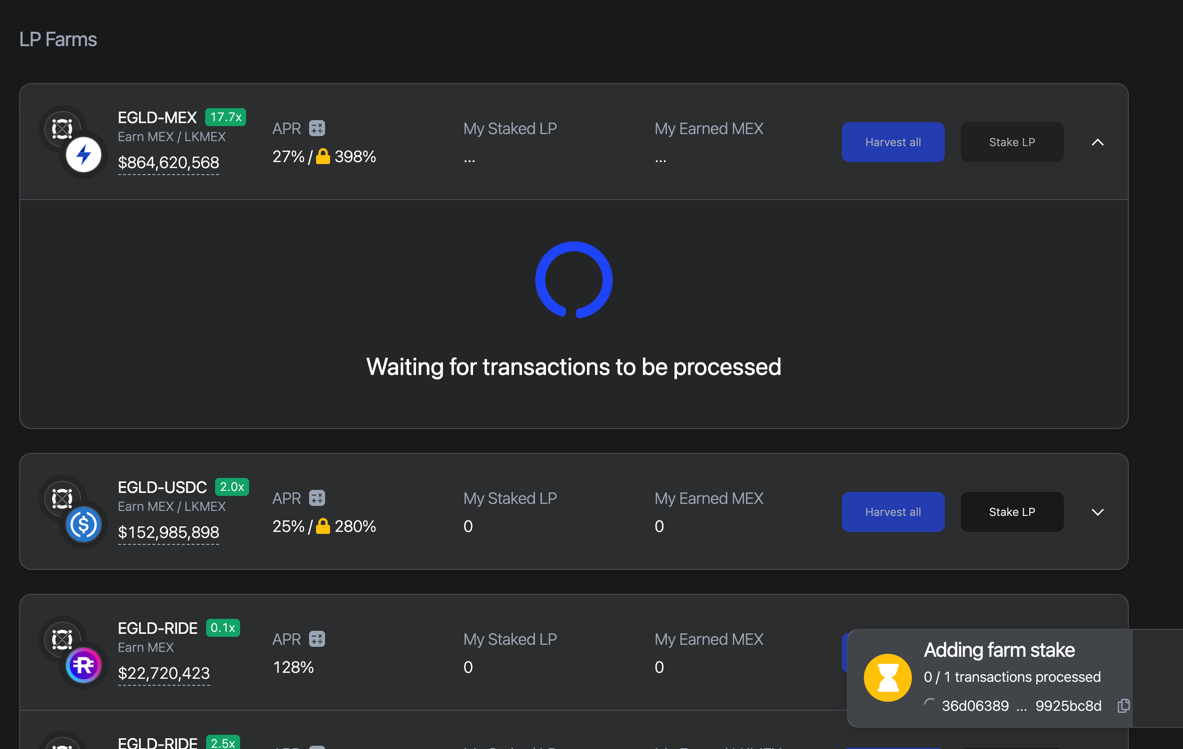 LP Farms
EGLD-MEX 17.7x
Earn MEX / LKMEX
$864,620,568
APR
27% / 398%
My Staked LP
...
My Earned MEX
...
Harvest all
Stake LP
Waiting for transactions to be processed
EGLD-USDC 2.0x
Earn MEX / LKMEX
$152,985,898
APR
25% / 280%
My Staked LP
0
My Earned MEX
0
Harvest all
Stake LP
EGLD-RIDE 0.1x
Earn MEX
$22,720,423
APR
128%
My Staked LP
0
My Earned MEX
0
Adding farm stake
0 / 1 transactions processed
36d06389 ... 9925bc8d
EGLD-RIDE 2.5x